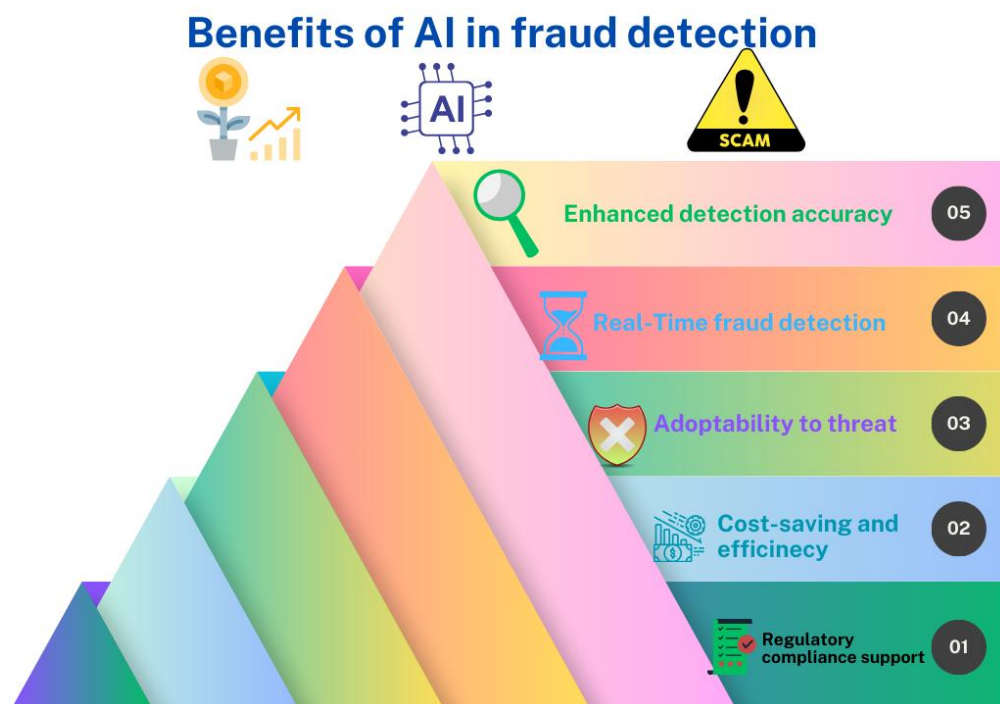 Benefits of AI in fraud detection
AI
SCAM
Enhanced detection accuracy
05
Real-Time fraud detection
04
Adoptability to threat
03
Cost-saving and
efficinecy
02
Regulatory
compliance support
01